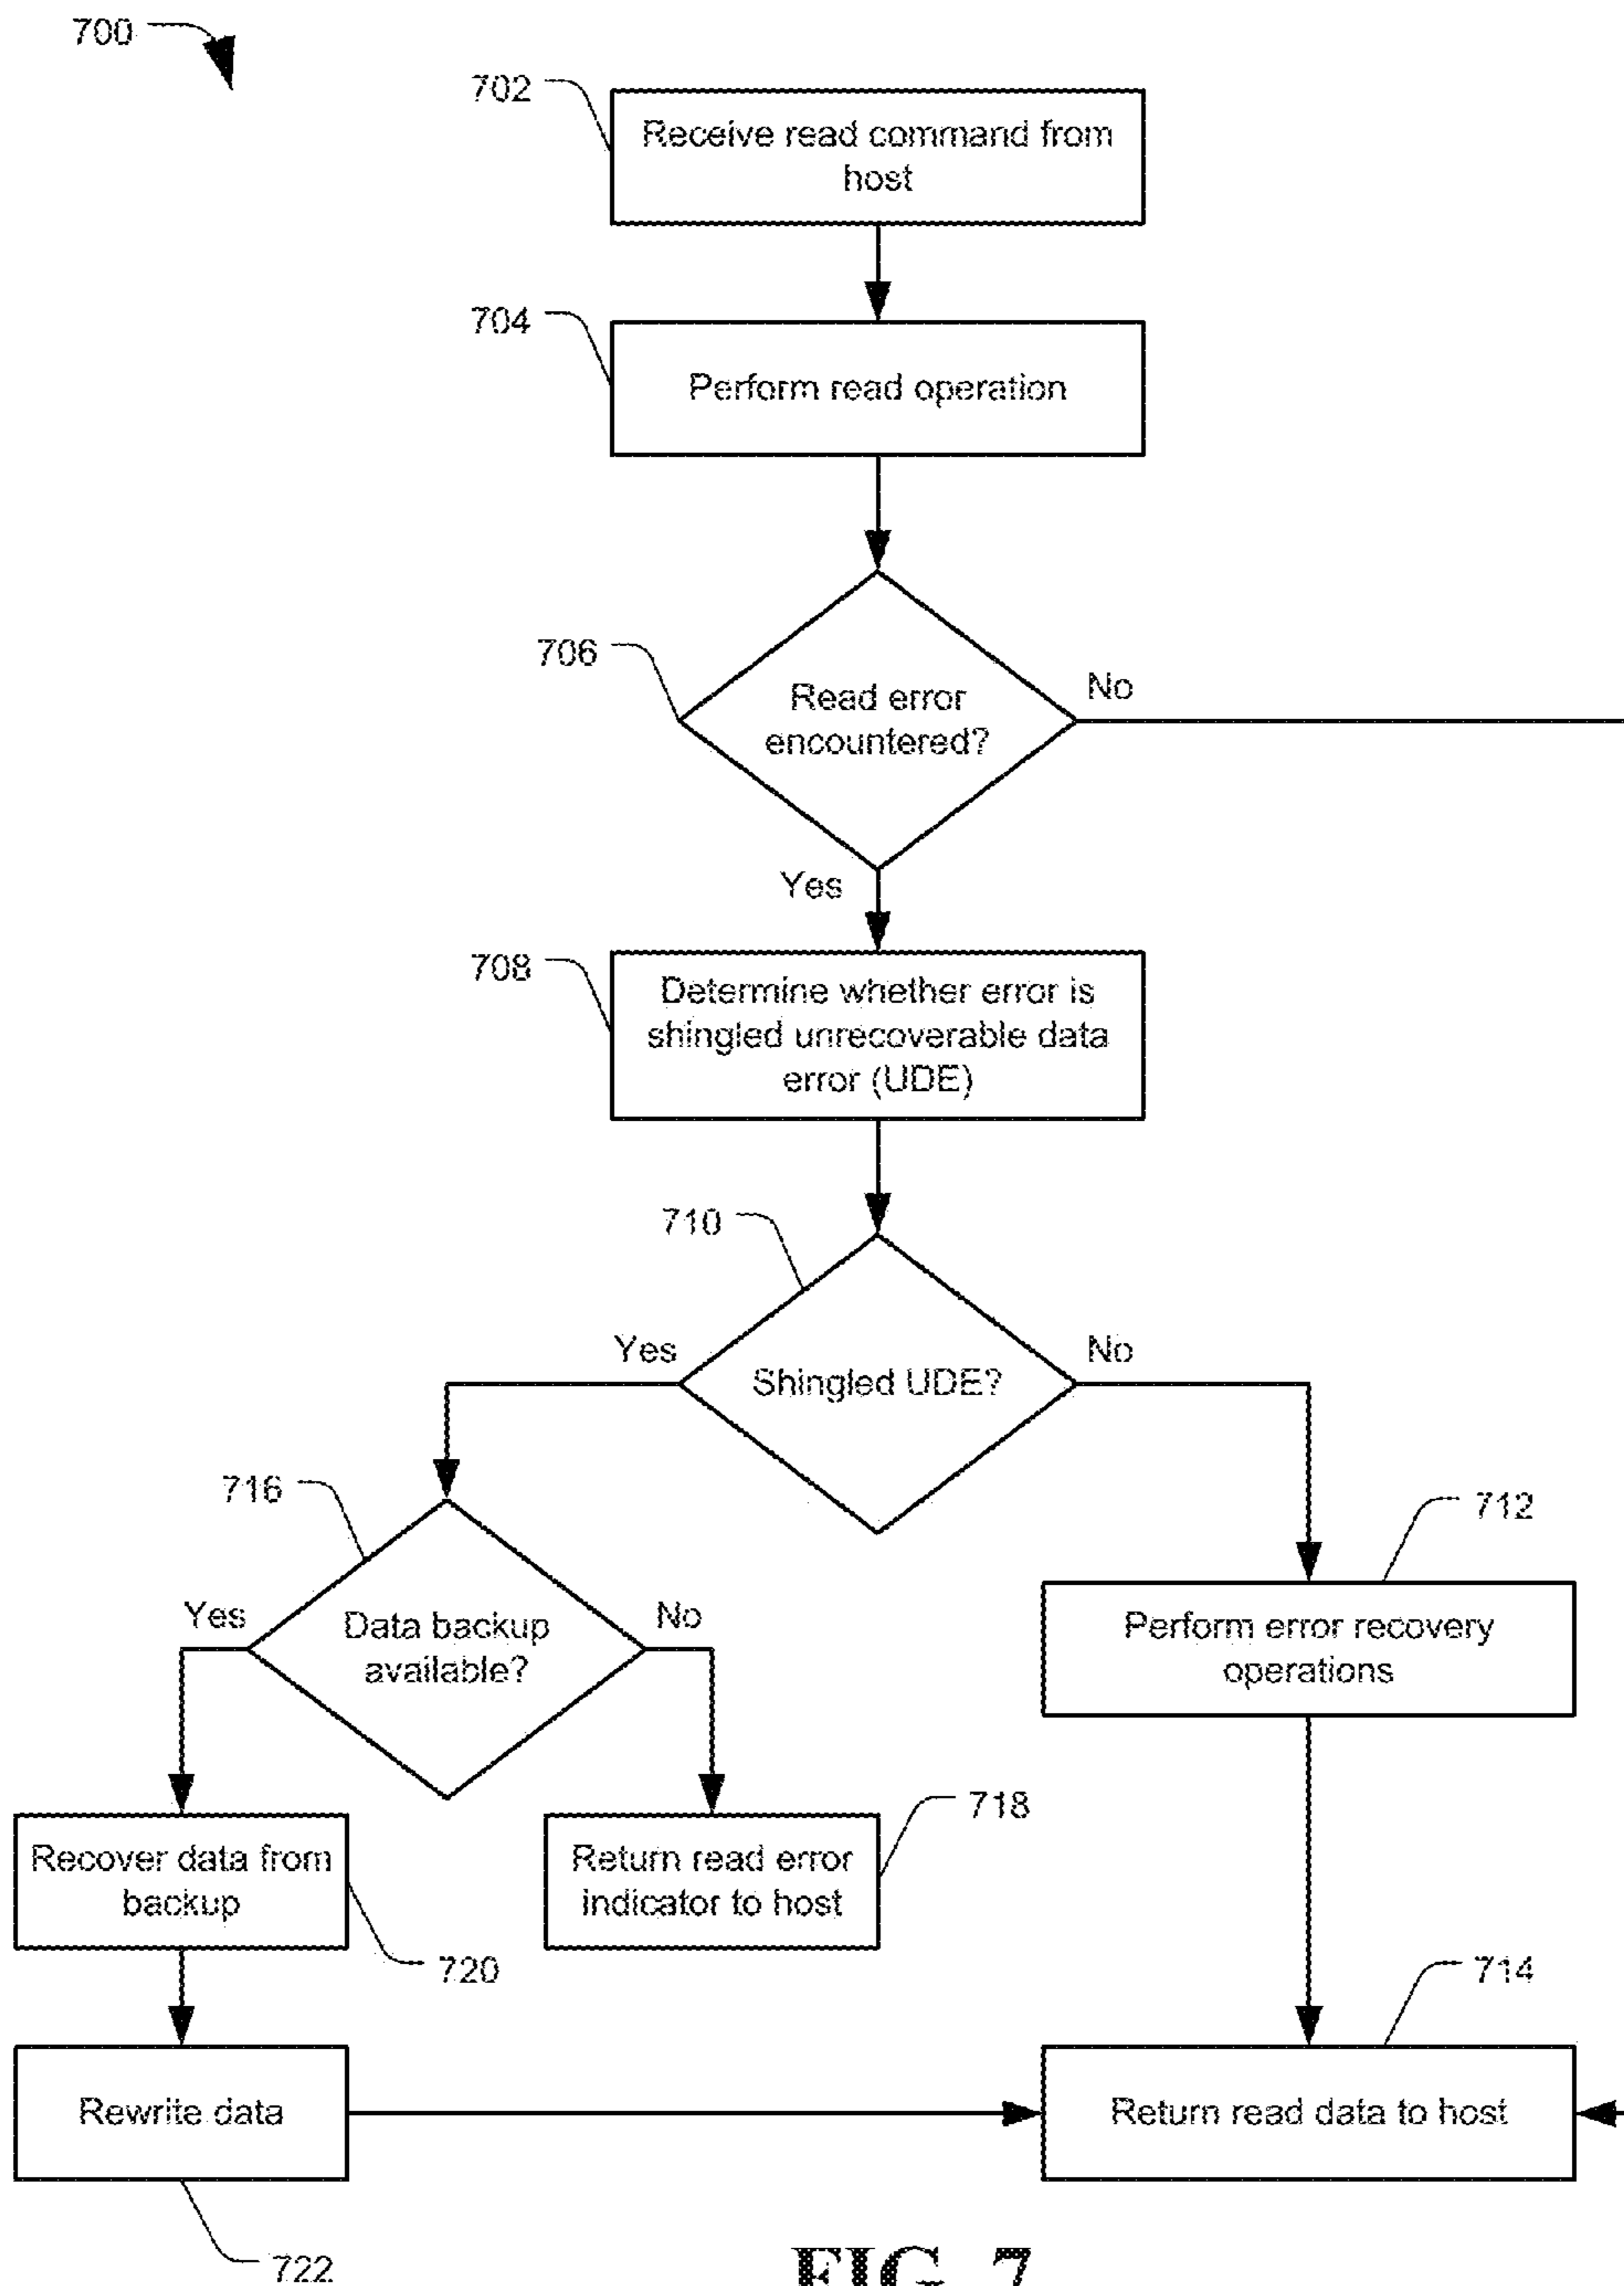 700
702
Receive read command from
host
704
Perform read operation
706
Read error
encountered?
No
Yes
708
Determine whether error is
shingled unrecoverable data
error (UDE)
710
Yes
Shingled UDE?
No
716
712
Yes
Data backup
available?
No
Perform error recovery
operations
718
Recover data from
backup
Return read error
indicator to host
720
714
Rewrite data
Return read data to host
722
FIG. 7